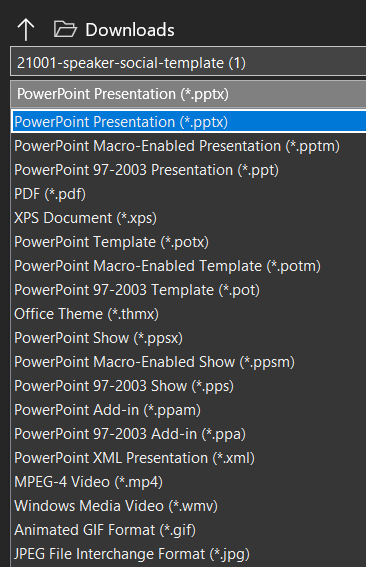 Downloads
21001-speaker-social-template (1)
PowerPoint Presentation (*.pptx)
PowerPoint Presentation (*.pptx)
PowerPoint Macro-Enabled Presentation (*.pptm)
PowerPoint 97-2003 Presentation (*.ppt)
PDF (*.pdf)
XPS Document (*.xps)
PowerPoint Template (*.potx)
PowerPoint Macro-Enabled Template (*.potm)
PowerPoint 97-2003 Template (*.pot)
Office Theme (*.thmx)
PowerPoint Show (*.ppsx)
PowerPoint Macro-Enabled Show (*.ppsm)
PowerPoint 97-2003 Show (*.pps)
PowerPoint Add-in (*.ppam)
PowerPoint 97-2003 Add-in (*.ppa)
PowerPoint XML Presentation (*.xml)
MPEG-4 Video (*.mp4)
Windows Media Video (*.wmv)
Animated GIF Format (*.gif)
JPEG File Interchange Format (*.jpg)